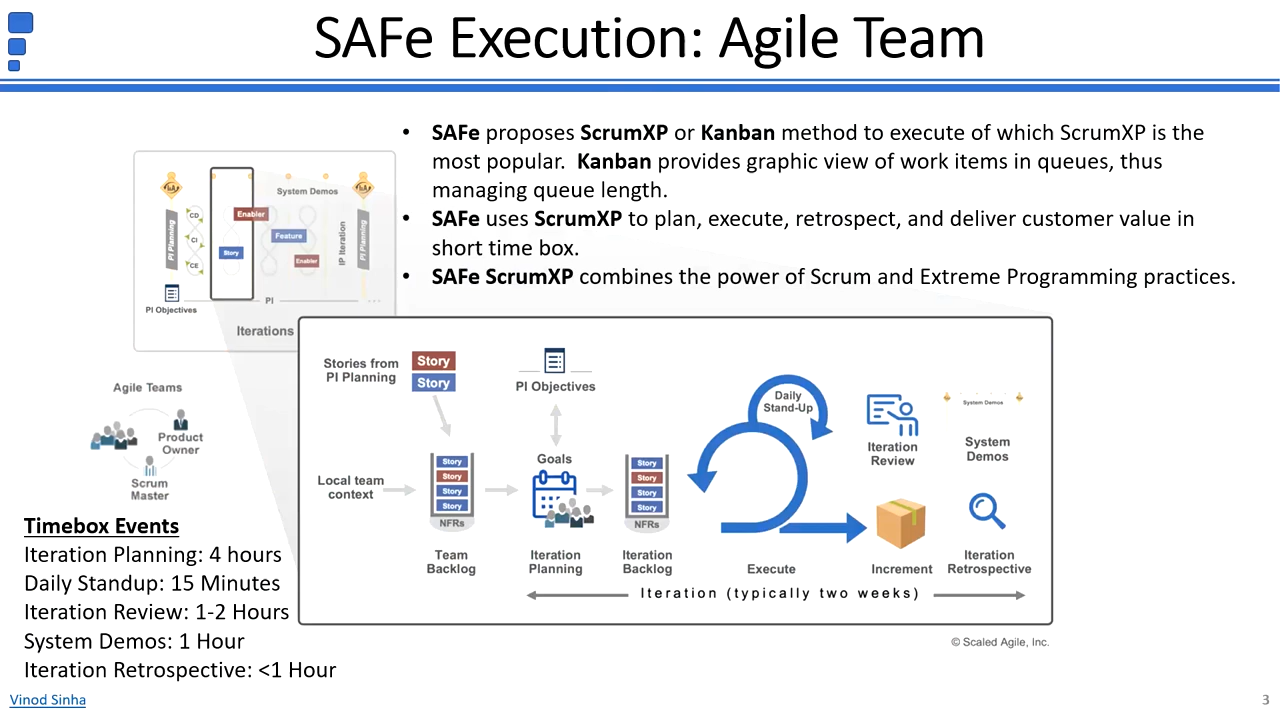 SAFe Execution: Agile Team
• SAFe proposes ScrumXP or Kanban method to execute of which ScrumXP is the
most popular. Kanban provides graphic view of work items in queues, thus
managing queue length.
• SAFe uses ScrumXP to plan, execute, retrospect, and deliver customer value in
short time box.
• SAFe ScrumXP combines the power of Scrum and Extreme Programming practices.
System Demos
PI Planning
CD
CI
CE
Enabler
Feature
Story
Enabler
IP Iteration
PI Planning
PI
PI Objectives
Iterations
Agile Teams
Product
Owner
Scrum
Master
Stories from
PI Planning
Story
Story
PI Objectives
Local team
context
Story
Story
Story
Story
NFRs
Team
Backlog
Goals
Iteration
Planning
Story
Story
Story
Story
NFRs
Iteration
Backlog
Daily
Stand-Up
Execute
Iteration
Review
Increment
System Demos
System
Demos
Iteration
Retrospective
Iteration (typically two weeks)
© Scaled Agile, Inc.
Timebox Events
Iteration Planning: 4 hours
Daily Standup: 15 Minutes
Iteration Review: 1-2 Hours
System Demos: 1 Hour
Iteration Retrospective: <1 Hour
Vinod Sinha
3